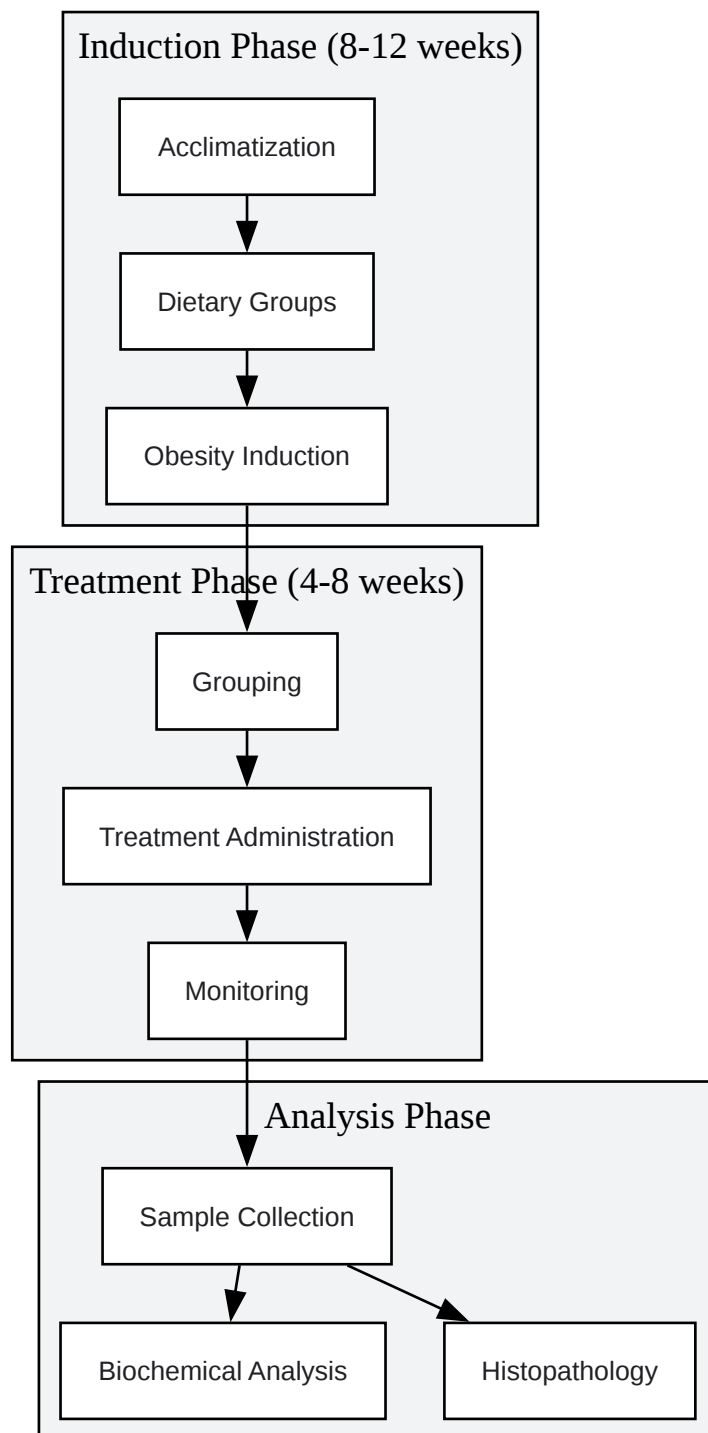 Induction Phase (8-12 weeks)
Acclimatization
Dietary Groups
Obesity Induction
Treatment Phase (4-8 weeks)
Grouping
Treatment Administration
Monitoring
Analysis Phase
Sample Collection
Biochemical Analysis
Histopathology